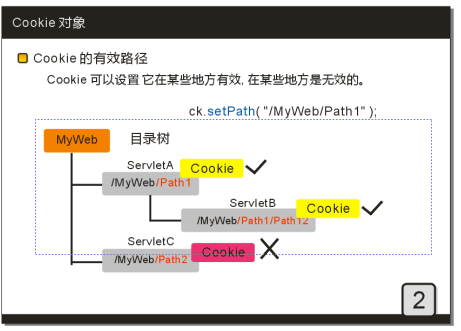 Cookie 对象
Cookie 的有效路径
Cookie 可以设置 它在某些地方有效, 在某些地方是无效的。
ck.setPath( "/MyWeb/Path1" );
MyWeb 目录树
ServletA Cookie
/MyWeb/Path1
ServletB Cookie
/MyWeb/Path1/Path12
ServletC Cookie
/MyWeb/Path2
2